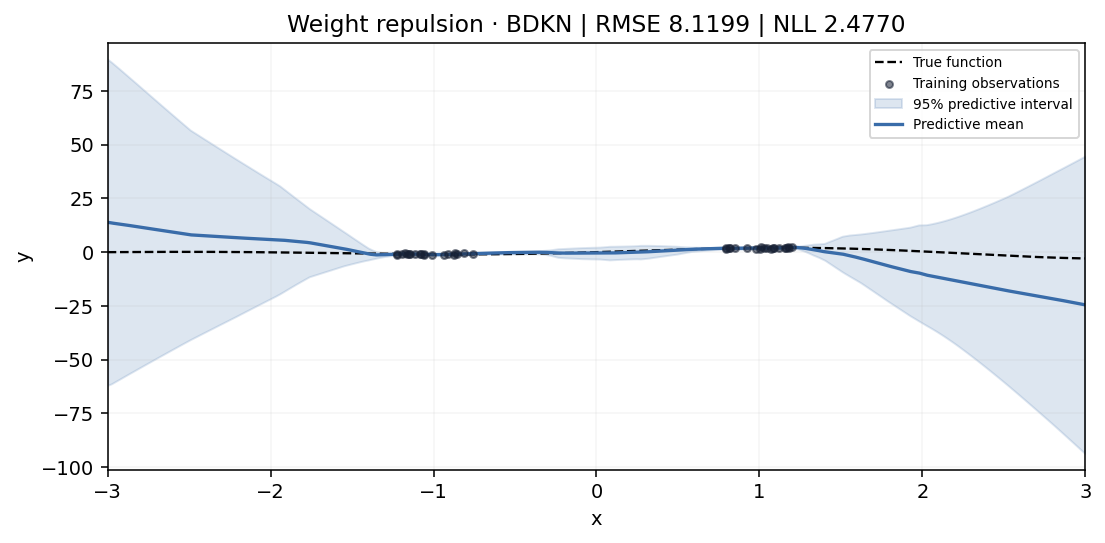 Weight repulsion · BDKN | RMSE 8.1199 | NLL 2.4770
True function
Training observations
95% predictive interval
Predictive mean
75
50
25
0
−25
−50
−75
−100
y
−3
−2
−1
0
1
2
3
x